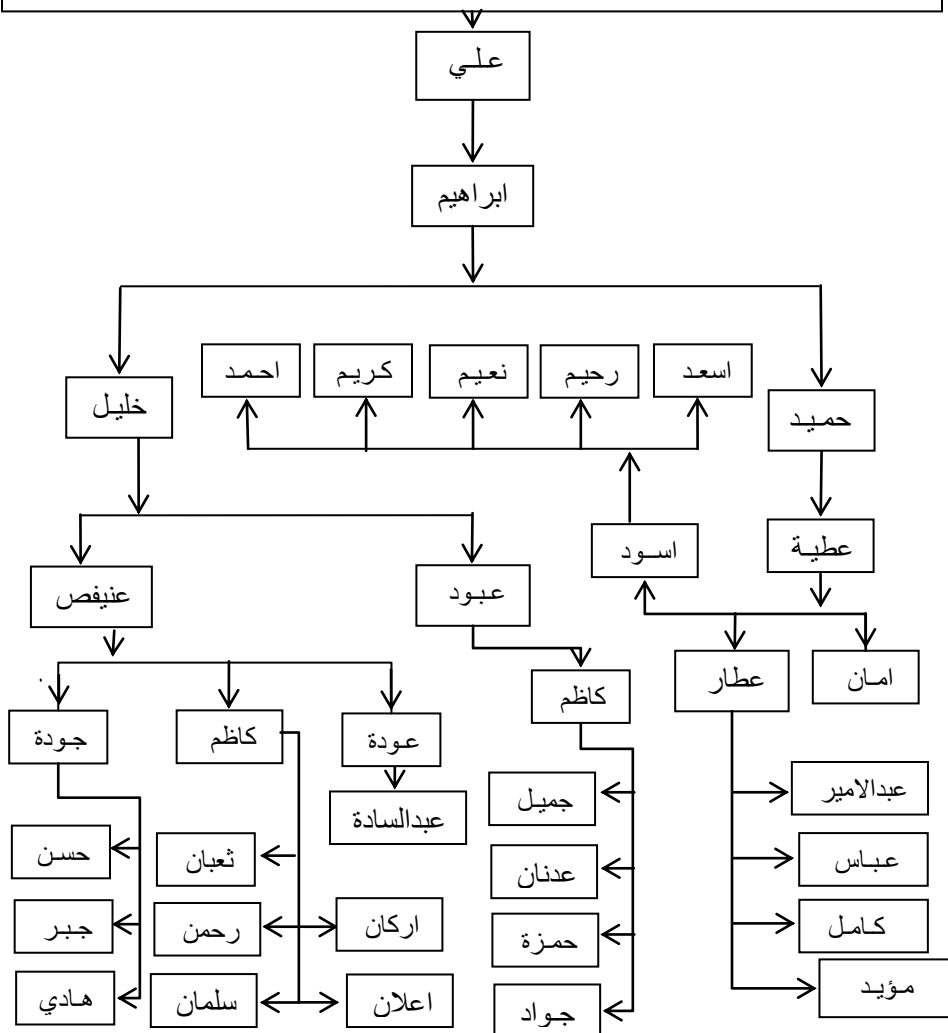 علي
ابراهيم
اسعد
رحيم
نعيم
كريم
احمد
حميد
خليل
عطية
اسود
عبود
عنيفص
امان
عطار
كاظم
عودة
كاظم
جودة
عبدالامير
جميل
عبدالسادة
عباس
عدنان
ثعبان
حسن
كامل
حمزة
اركان
رحمن
جبر
مؤيد
جواد
اعلان
سلمان
هادي